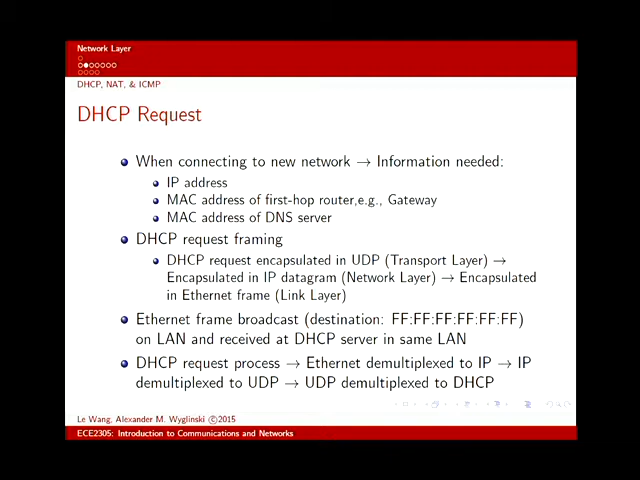 Network Layer
DHCP, NAT, & ICMP
DHCP Request
When connecting to new network → Information needed:
IP address
MAC address of first-hop router,e.g., Gateway
MAC address of DNS server
DHCP request framing
DHCP request encapsulated in UDP (Transport Layer) →
Encapsulated in IP datagram (Network Layer) → Encapsulated
in Ethernet frame (Link Layer)
Ethernet frame broadcast (destination: FF:FF:FF:FF:FF:FF)
on LAN and received at DHCP server in same LAN
DHCP request process → Ethernet demultiplexed to IP → IP
demultiplexed to UDP → UDP demultiplexed to DHCP
Le Wang, Alexander M. Wyglinski ©2015
ECE2305: Introduction to Communications and Networks